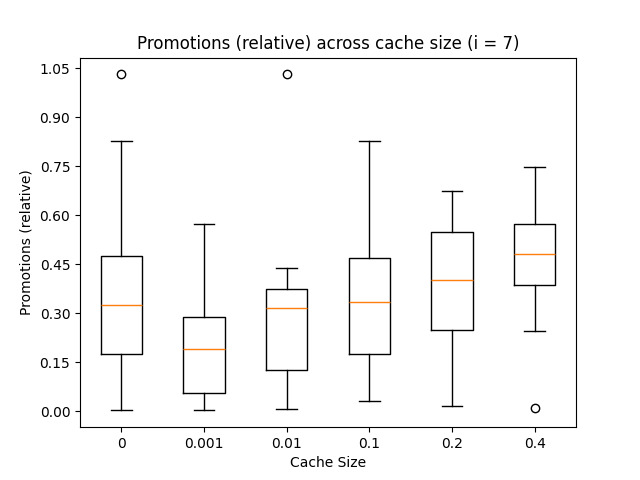 Promotions (relative) across cache size (i = 7)
1.05
0.90
0.75
0.60
0.45
0.30
0.15
0.00
Promotions (relative)
0 0.001 0.01 0.1 0.2 0.4
Cache Size